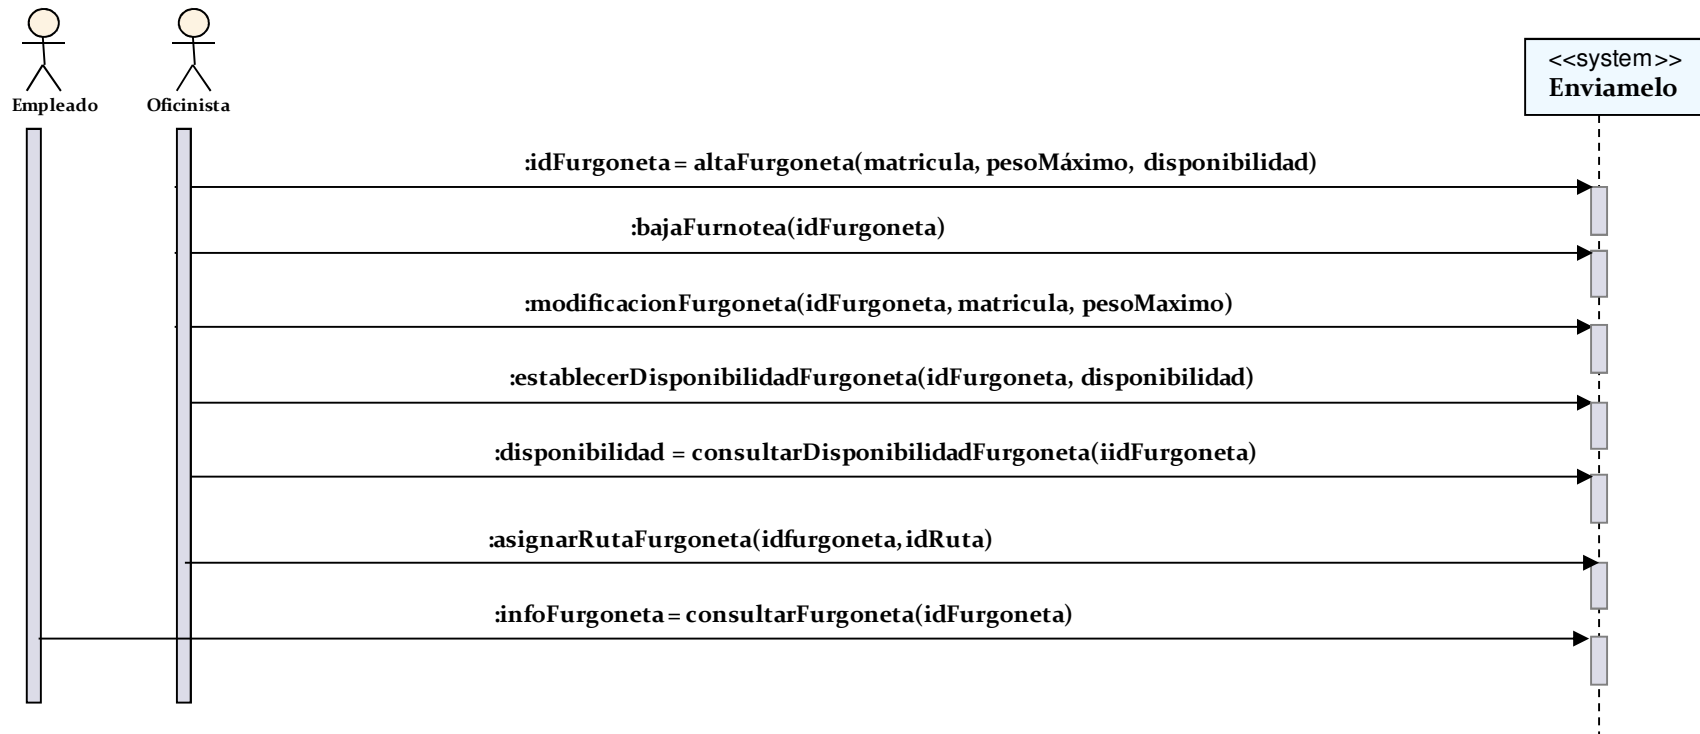 <<system>>
Enviamelo
Empleado
Oficinista
:idFurgoneta = altaFurgoneta(matricula, pesoMáximo, disponibilidad)
:bajaFurnotea(idFurgoneta)
:modificacionFurgoneta(idFurgoneta, matricula, pesoMaximo)
:establecerDisponibilidadFurgoneta(idFurgoneta, disponibilidad)
:disponibilidad = consultarDisponibilidadFurgoneta(iidFurgoneta)
:asignarRutaFurgoneta(idfurgoneta, idRuta)
:infoFurgoneta = consultarFurgoneta(idFurgoneta)